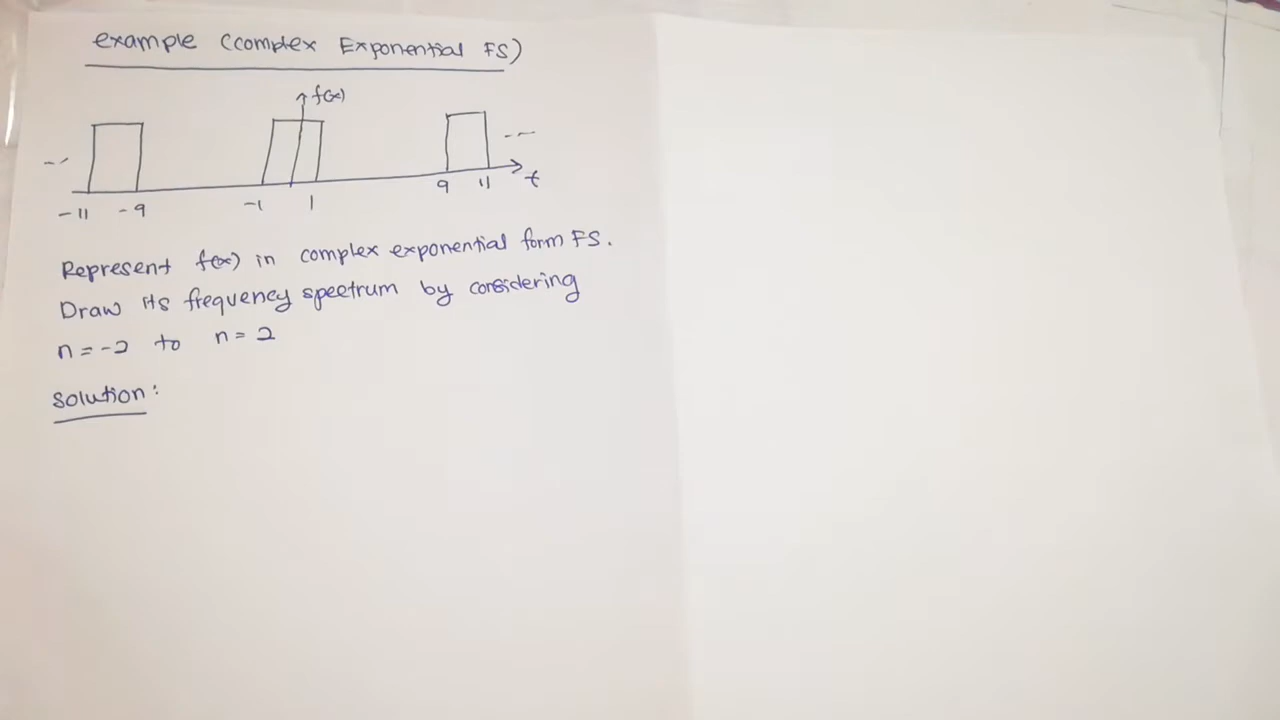 example (complex Exponential FS)
f(x)
-11 -9 -1 1 9 11 t
Represent f(x) in complex exponential form FS.
Draw its frequency spectrum by considering
n = -2 to n = 2
solution: